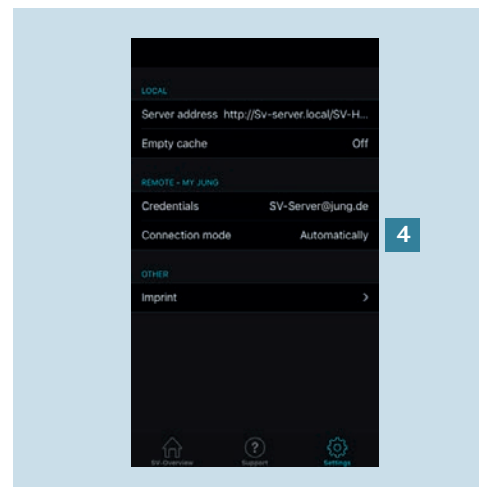 LOCAL
Server address http://Sv-server.local/SV-H...
Empty cache Off
REMOTE - MY JUNG
Credentials SV-Server@jung.de
Connection mode Automatically
4
OTHER
Imprint
SV-Overview Support Settings